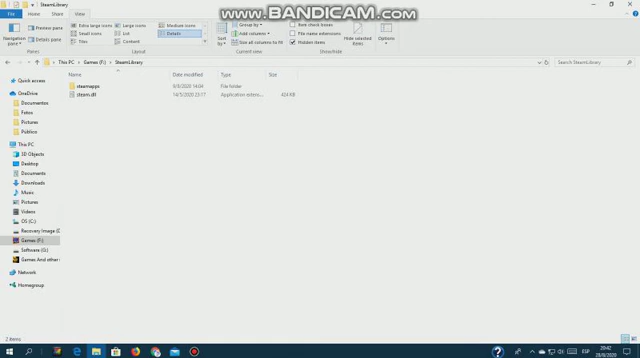 SteamLibrary
www.BANDICAM.com
File Home Share View
Navigation pane
Preview pane
Details pane
Panes
Extra large icons Large icons Medium icons
Small icons List Details
Tiles Content
Layout
Sort by
Group by
Add columns
Size all columns to fit
Current view
Item check boxes
File name extensions
Hidden items
Hide selected items
Show/hide
Options
This PC Games (F:) SteamLibrary
Search SteamLibrary
Name Date modified Type Size
steamapps 9/8/2020 14:04 File folder
steam.dll 14/5/2020 23:17 Application extens... 424 KB
Quick access
OneDrive
Documentos
Fotos
Pictures
Público
This PC
3D Objects
Desktop
Documents
Downloads
Music
Pictures
Videos
OS (C:)
Recovery Image (D
Games (F:)
Software (G:)
Games And other
Network
Homegroup
2 items
ESP
20:42